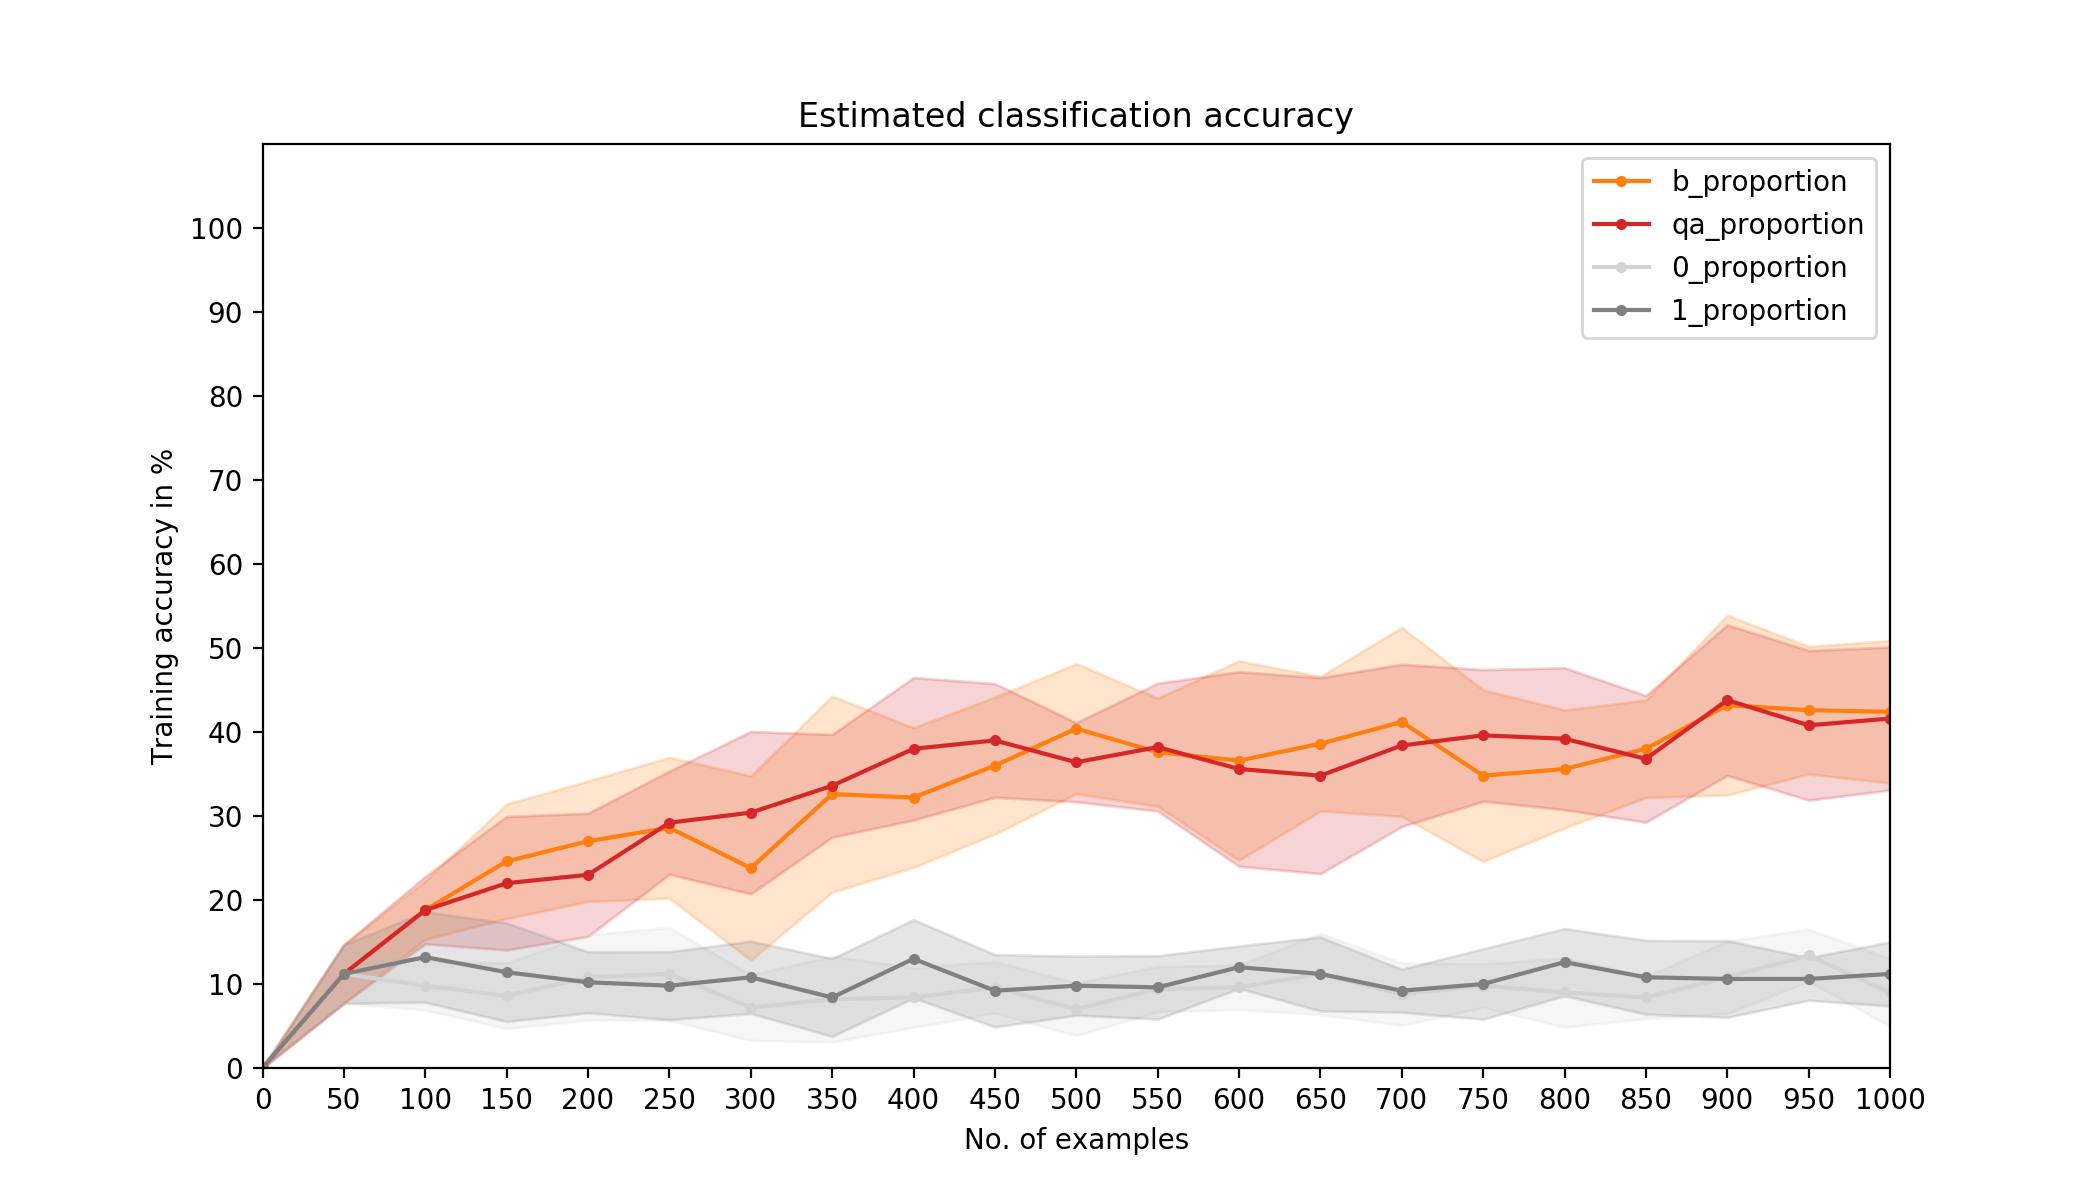 Estimated classification accuracy
b_proportion
qa_proportion
0_proportion
1_proportion
Training accuracy in %
100
90
80
70
60
50
40
30
20
10
0
0 50 100 150 200 250 300 350 400 450 500 550 600 650 700 750 800 850 900 950 1000
No. of examples